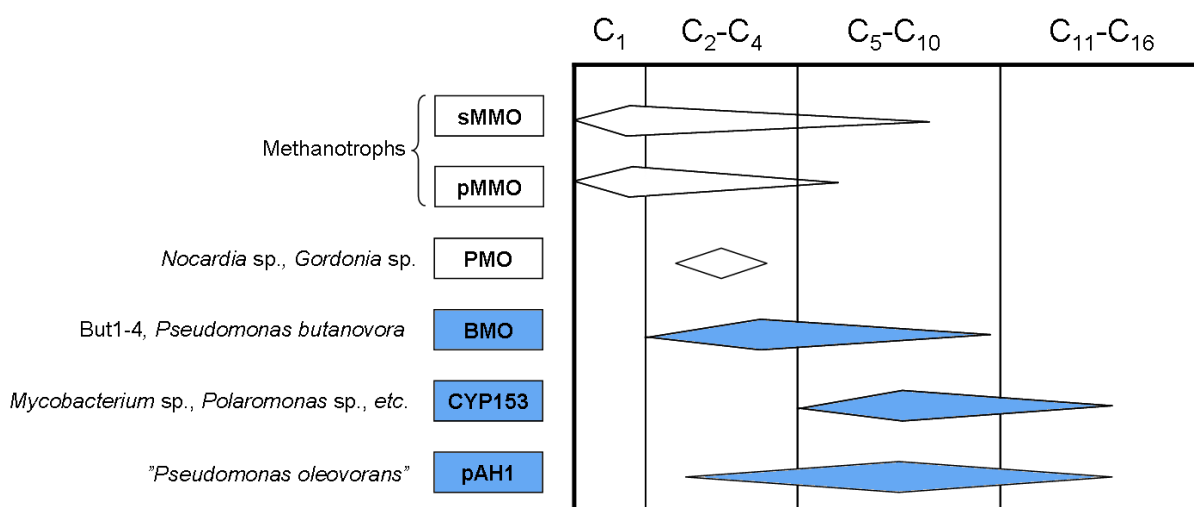 C₁ C₂-C₄ C₅-C₁₀ C₁₁-C₁₆
sMMO
Methanotrophs
pMMO
Nocardia sp., Gordonia sp. PMO
But1-4, Pseudomonas butanovora BMO
Mycobacterium sp., Polaromonas sp., etc. CYP153
”Pseudomonas oleovorans” pAH1